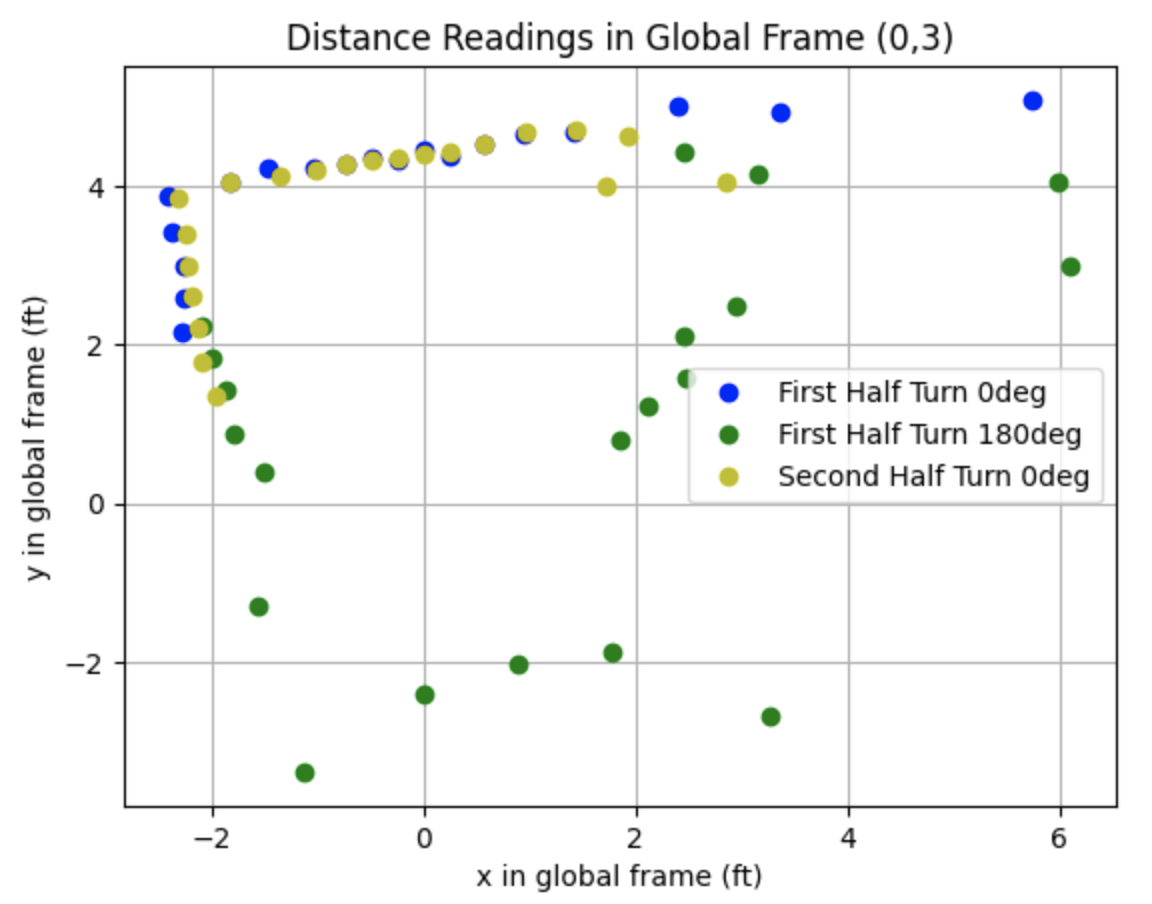 Distance Readings in Global Frame (0,3)
y in global frame (ft)
4
2
0
−2
First Half Turn 0deg
First Half Turn 180deg
Second Half Turn 0deg
−2 0 2 4 6
x in global frame (ft)